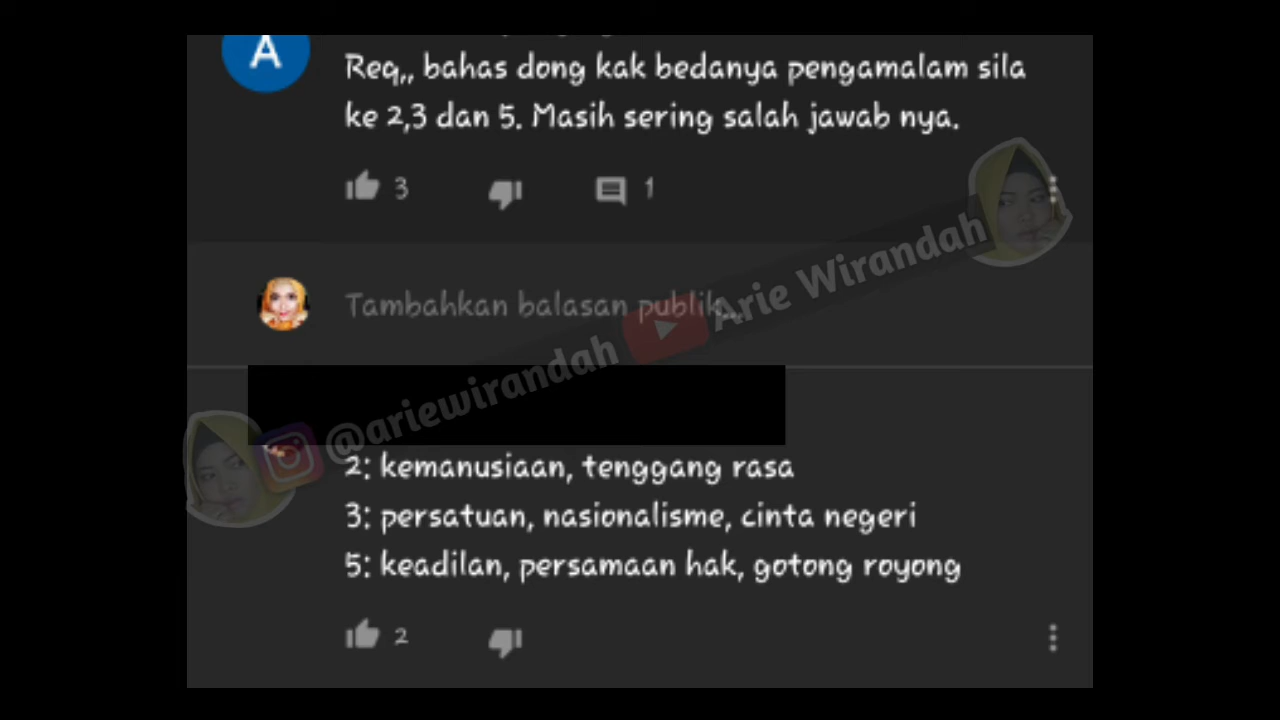 A
Req,, bahas dong kak bedanya pengamalam sila
ke 2,3 dan 5. Masih sering salah jawab nya.
3
1
Tambahkan balasan publik...
@ariewirandah Arie Wirandah
2: kemanusiaan, tenggang rasa
3: persatuan, nasionalisme, cinta negeri
5: keadilan, persamaan hak, gotong royong
2